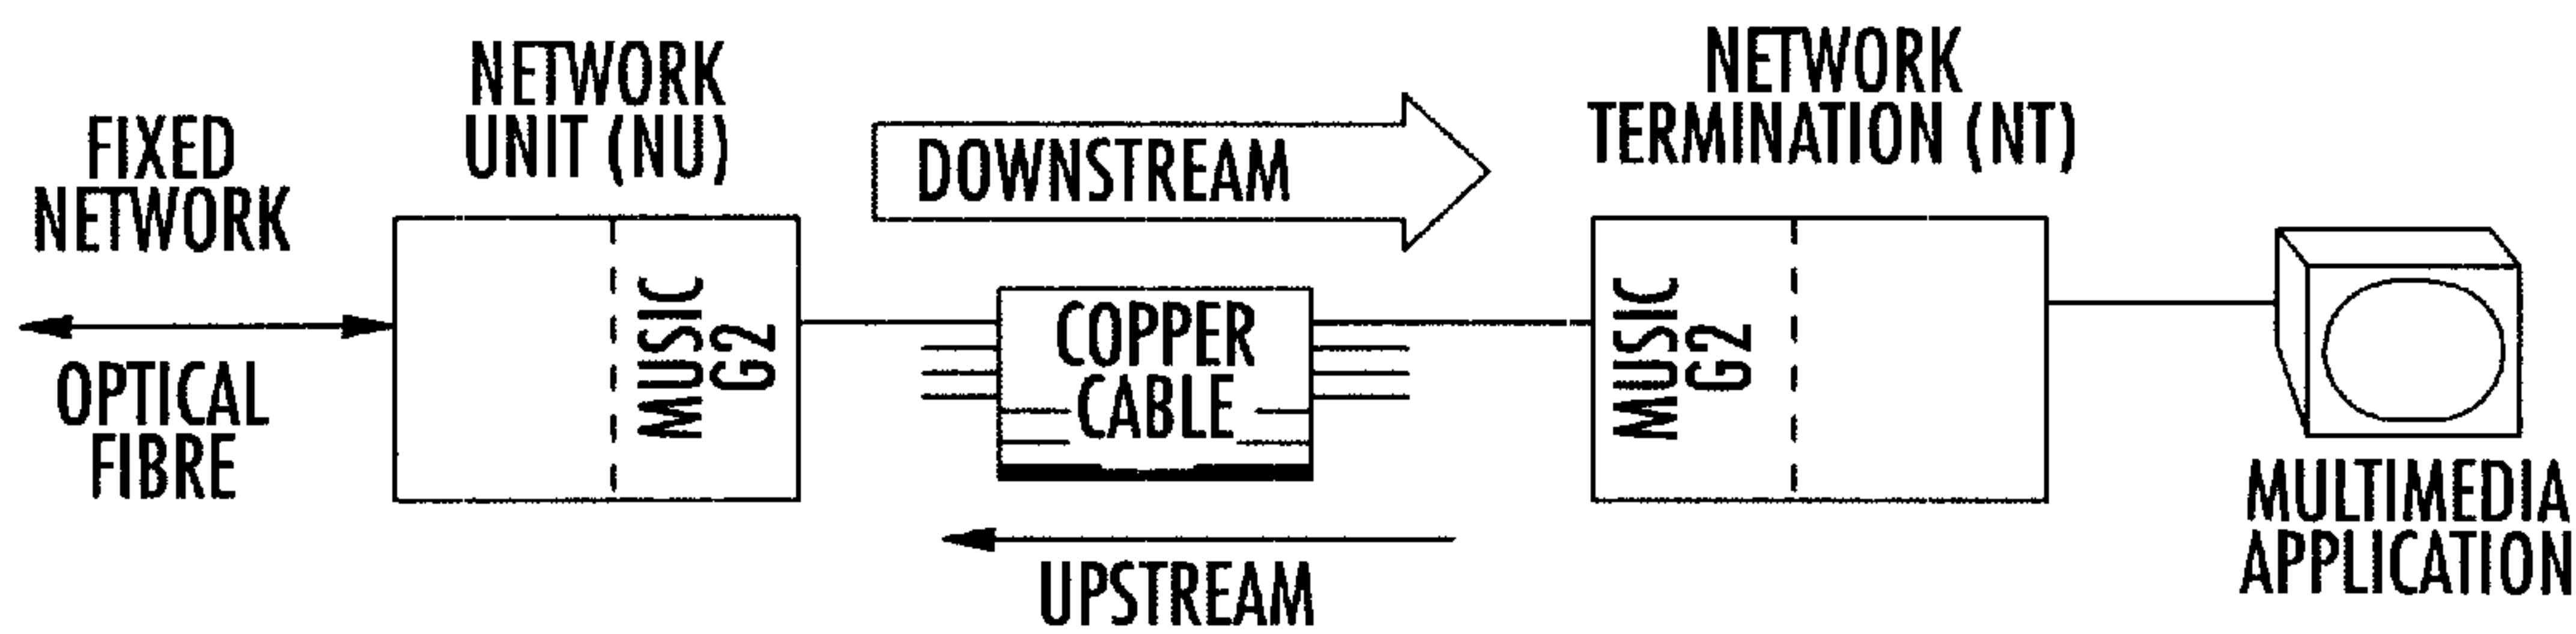 FIXED
NETWORK
OPTICAL
FIBRE
NETWORK
UNIT (NU)
MUSIC
G2
DOWNSTREAM
COPPER
CABLE
UPSTREAM
NETWORK
TERMINATION (NT)
MUSIC
G2
MULTIMEDIA
APPLICATION